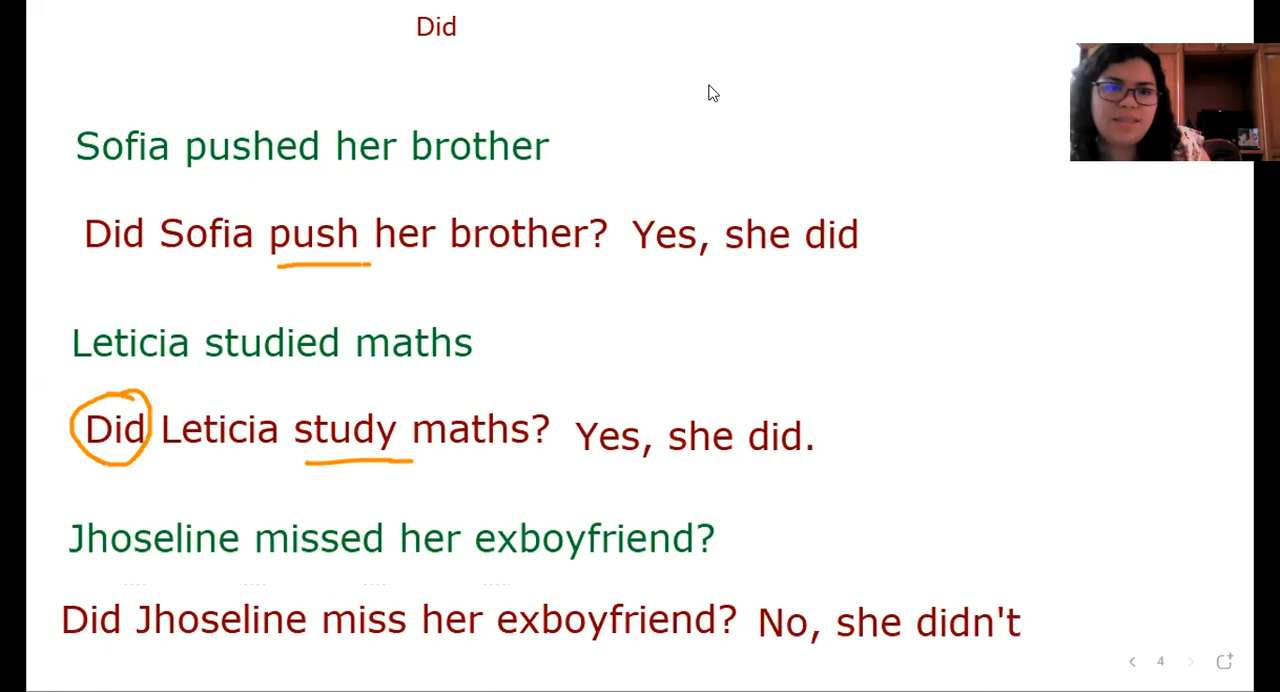 Did
Sofia pushed her brother
Did Sofia push her brother? Yes, she did
Leticia studied maths
Did Leticia study maths? Yes, she did.
Jhoseline missed her exboyfriend?
Did Jhoseline miss her exboyfriend? No, she didn't
4